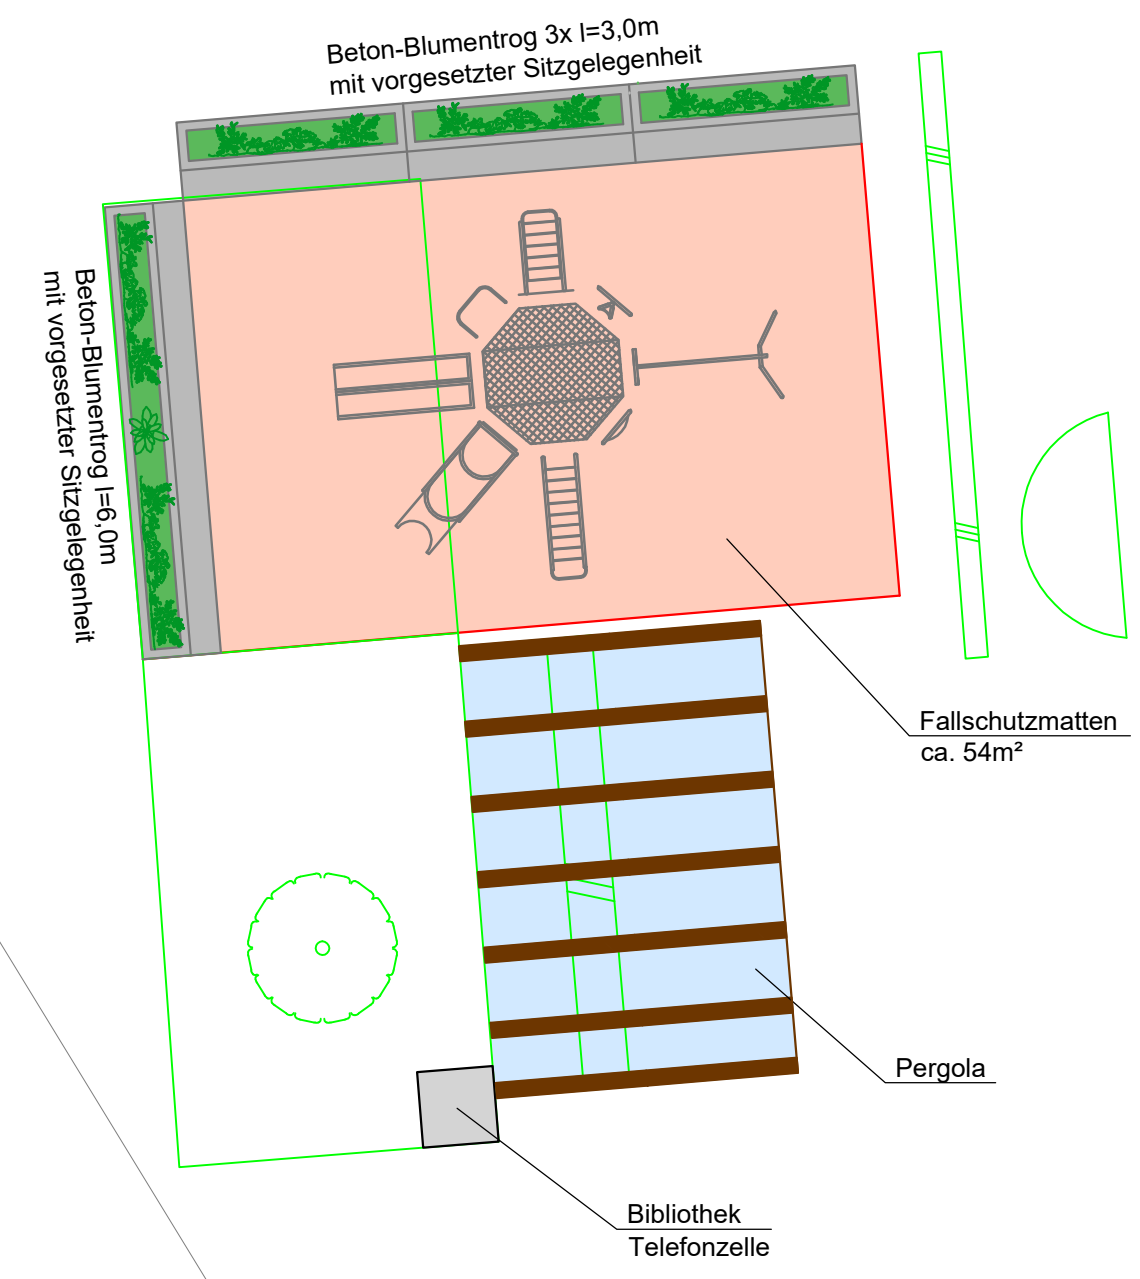 Beton-Blumentrog 3x l=3,0m
mit vorgesetzter Sitzgelegenheit
Beton-Blumentrog l=6,0m
mit vorgesetzter Sitzgelegenheit
Fallschutzmatten
ca. 54m²
Pergola
Bibliothek
Telefonzelle